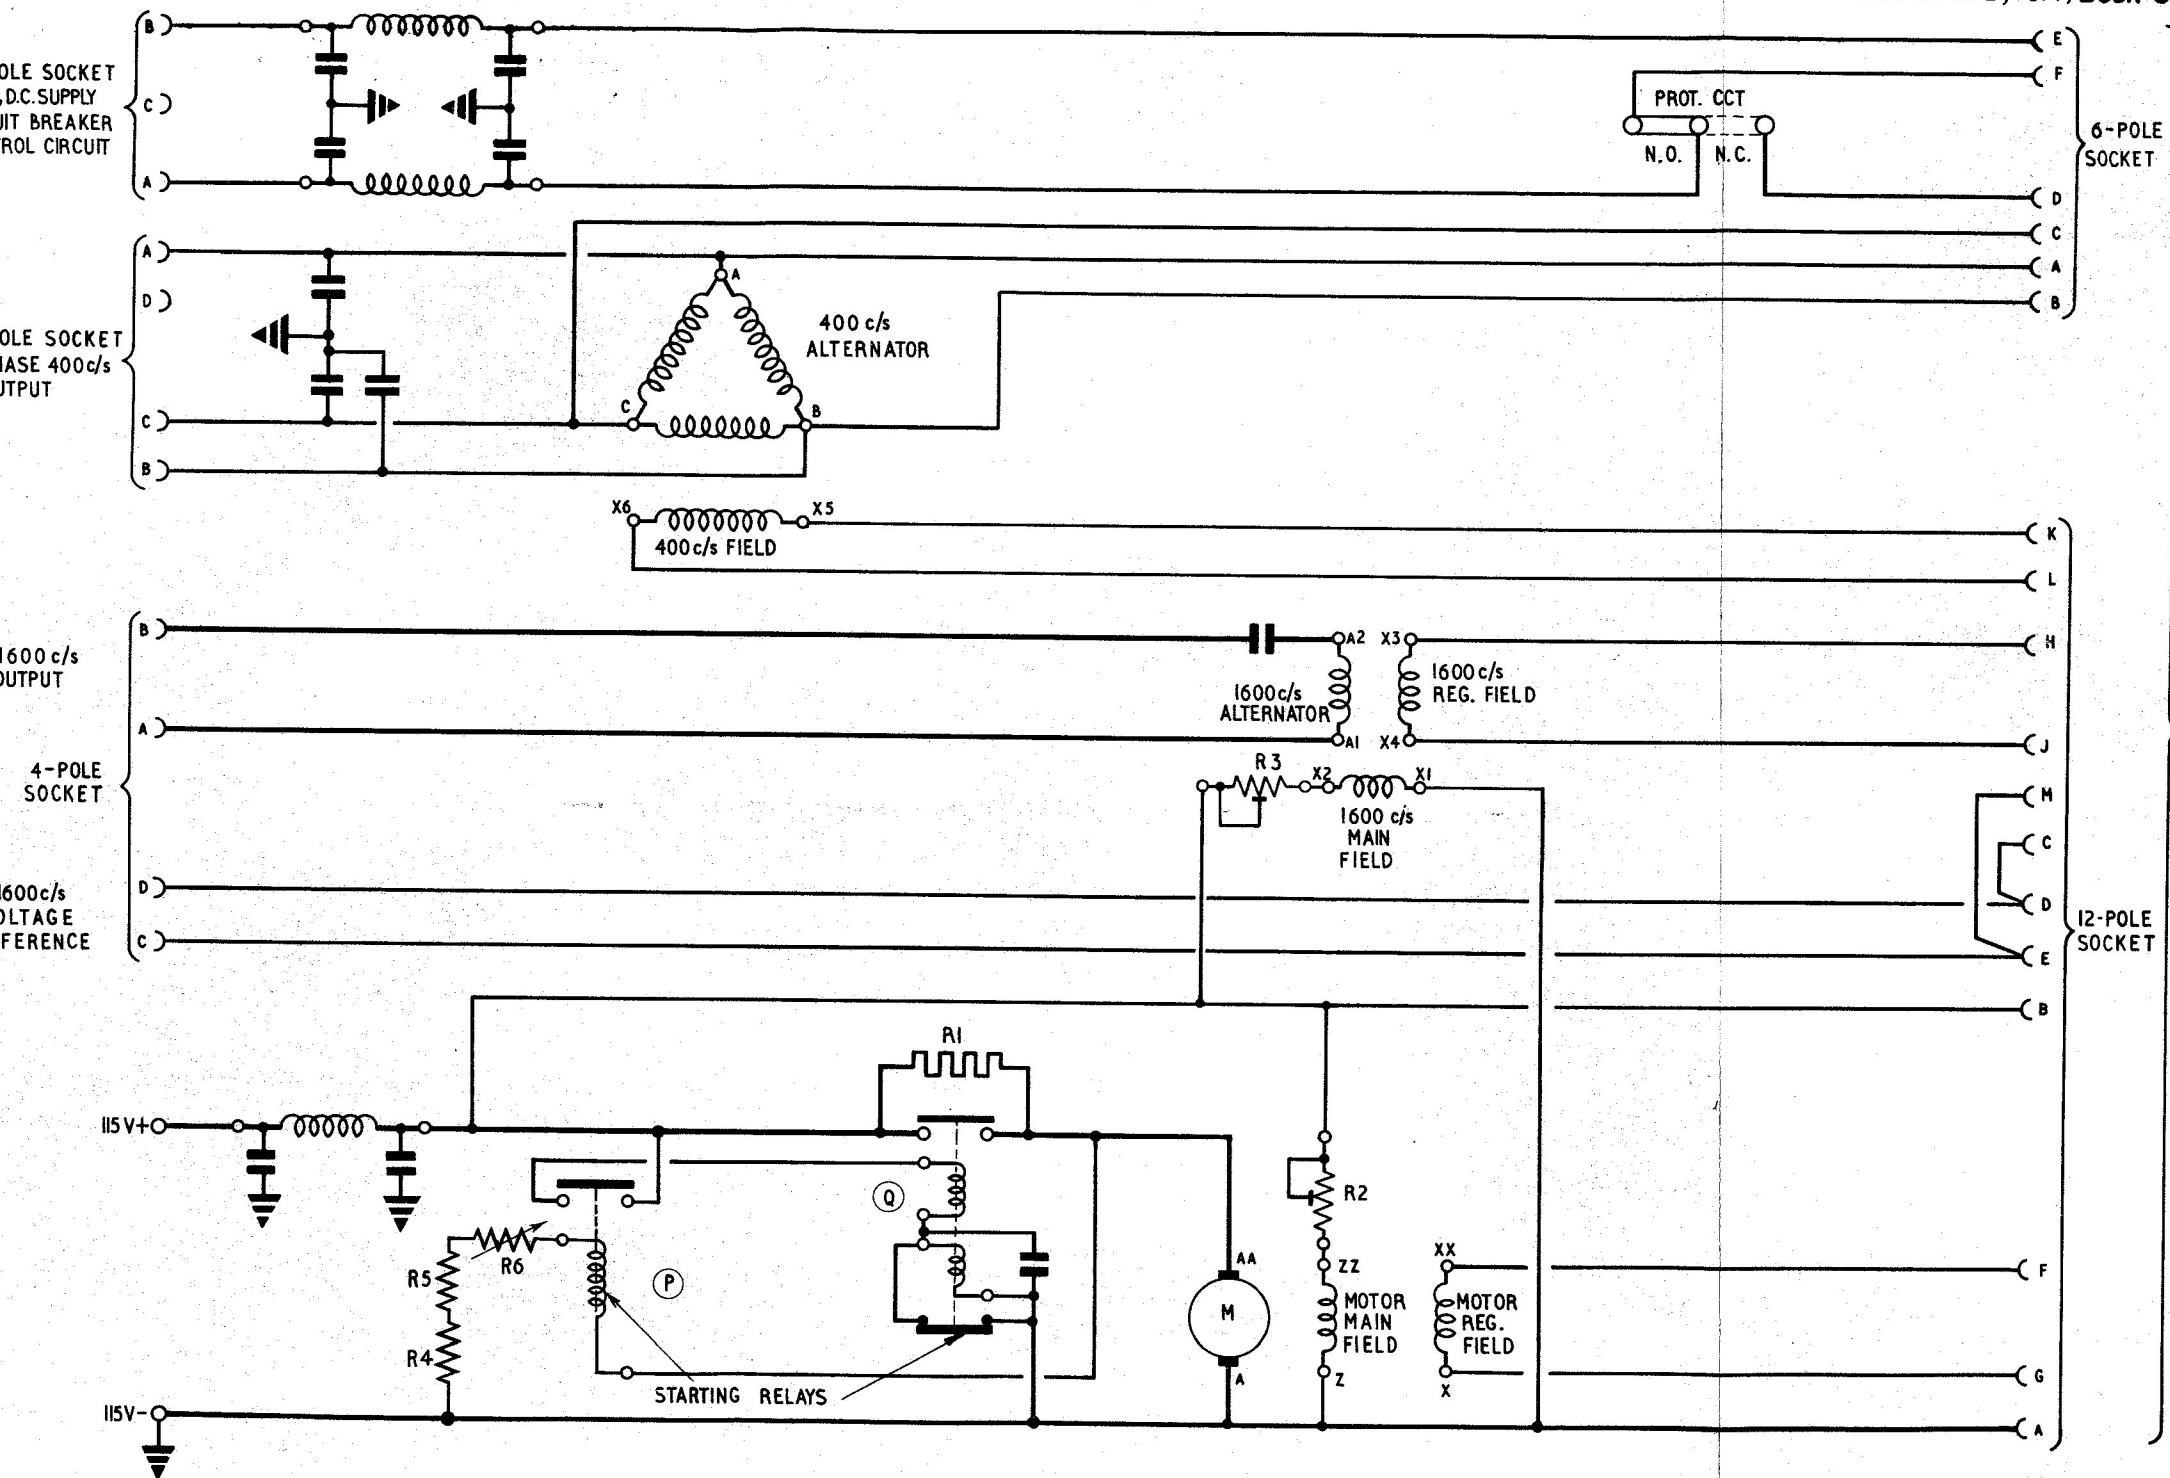 B
C
A
OLE SOCKET
, D.C. SUPPLY
UIT BREAKER
ROL CIRCUIT
E
F
PROT. CCT
N.O. N.C.
D
C
A
B
6-POLE
SOCKET
A
D
C
B
OLE SOCKET
HASE 400c/s
UTPUT
A
C
B
400 c/s
ALTERNATOR
X6
X5
400c/s FIELD
K
L
B
A
1600 c/s
OUTPUT
4-POLE
SOCKET
A2
X3
1600c/s
ALTERNATOR
1600c/s
REG. FIELD
A1
X4
H
J
R3
X2
X1
1600 c/s
MAIN
FIELD
M
C
D
E
B
12-POLE
SOCKET
D
C
1600c/s
OLTAGE
FERENCE
R1
115V+
Q
R6
R5
P
R4
STARTING RELAYS
115V-
AA
M
A
R2
ZZ
MOTOR
MAIN
FIELD
Z
XX
MOTOR
REG.
FIELD
X
F
G
A